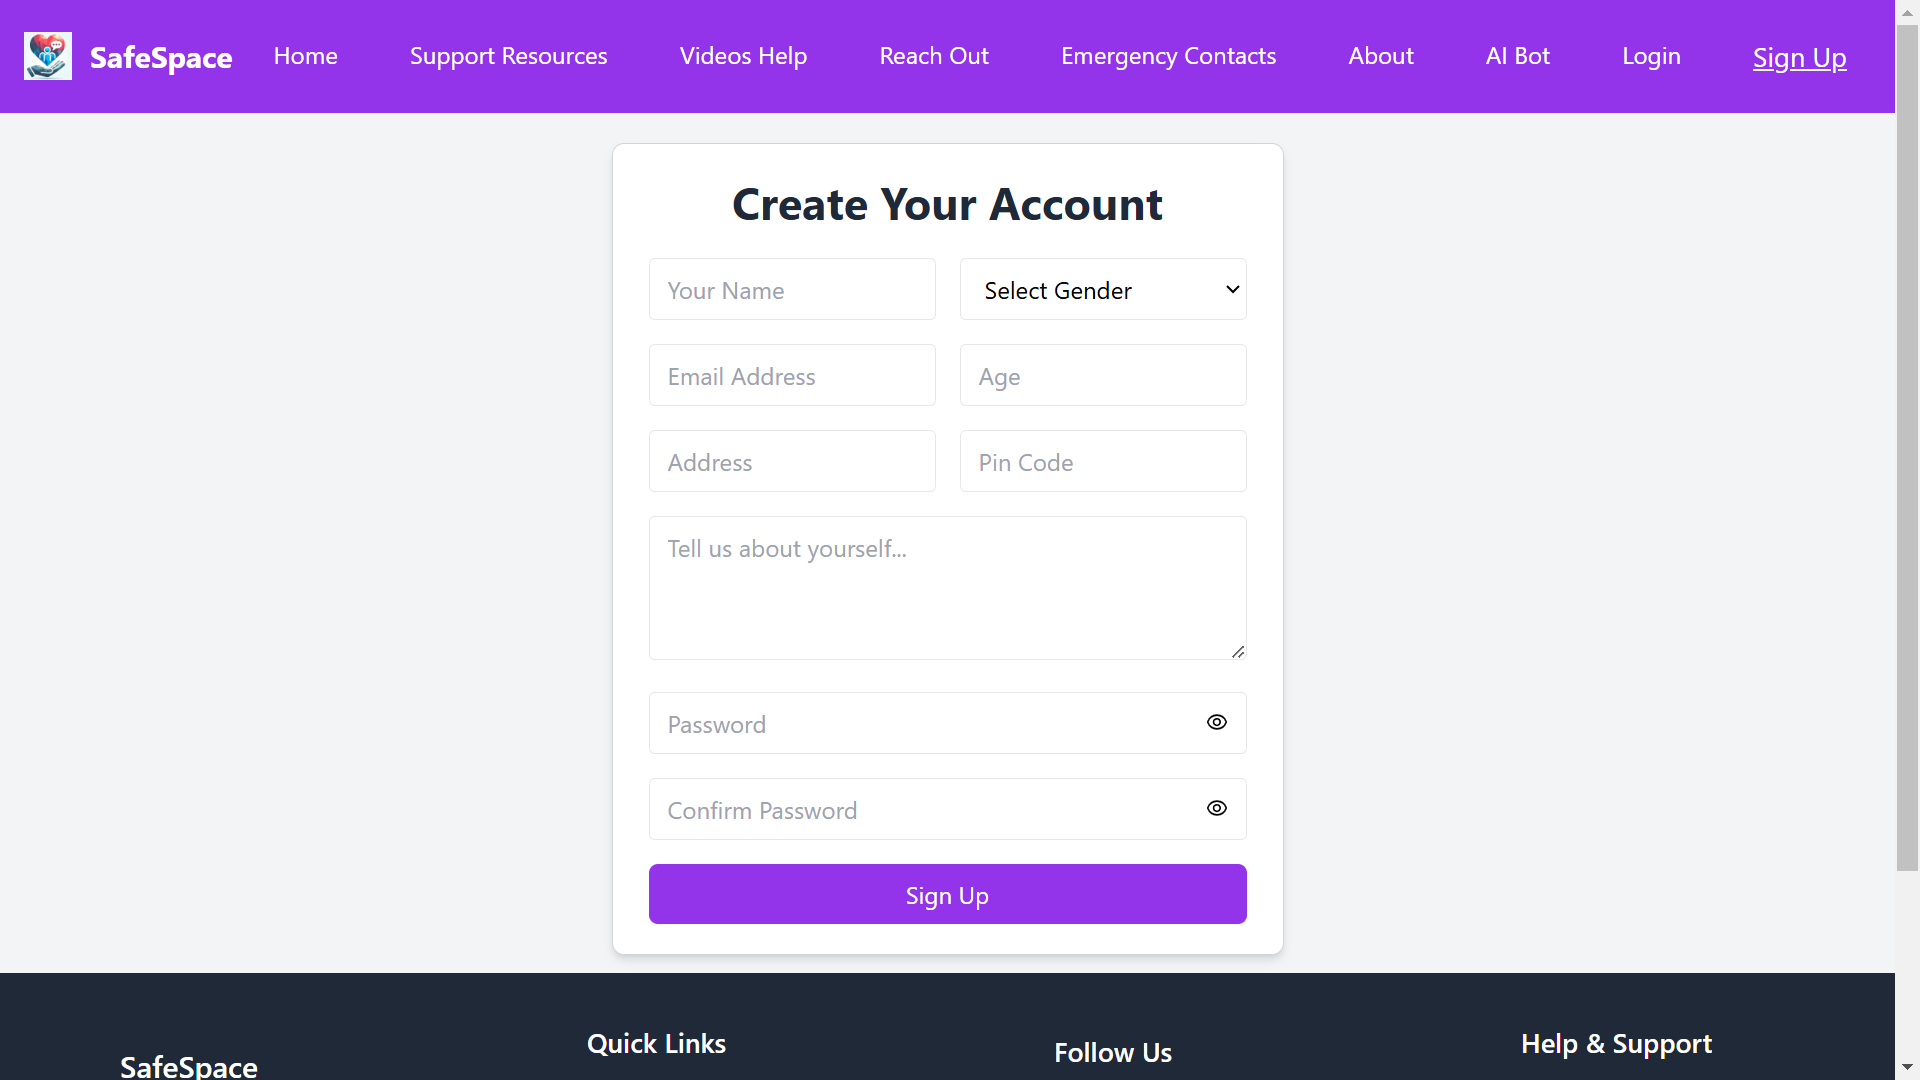 SafeSpace Home Support Resources Videos Help Reach Out Emergency Contacts About AI Bot Login Sign Up
Create Your Account
Your Name Select Gender
Email Address Age
Address Pin Code
Tell us about yourself...
Password
Confirm Password
Sign Up
SafeSpace Quick Links Follow Us Help & Support